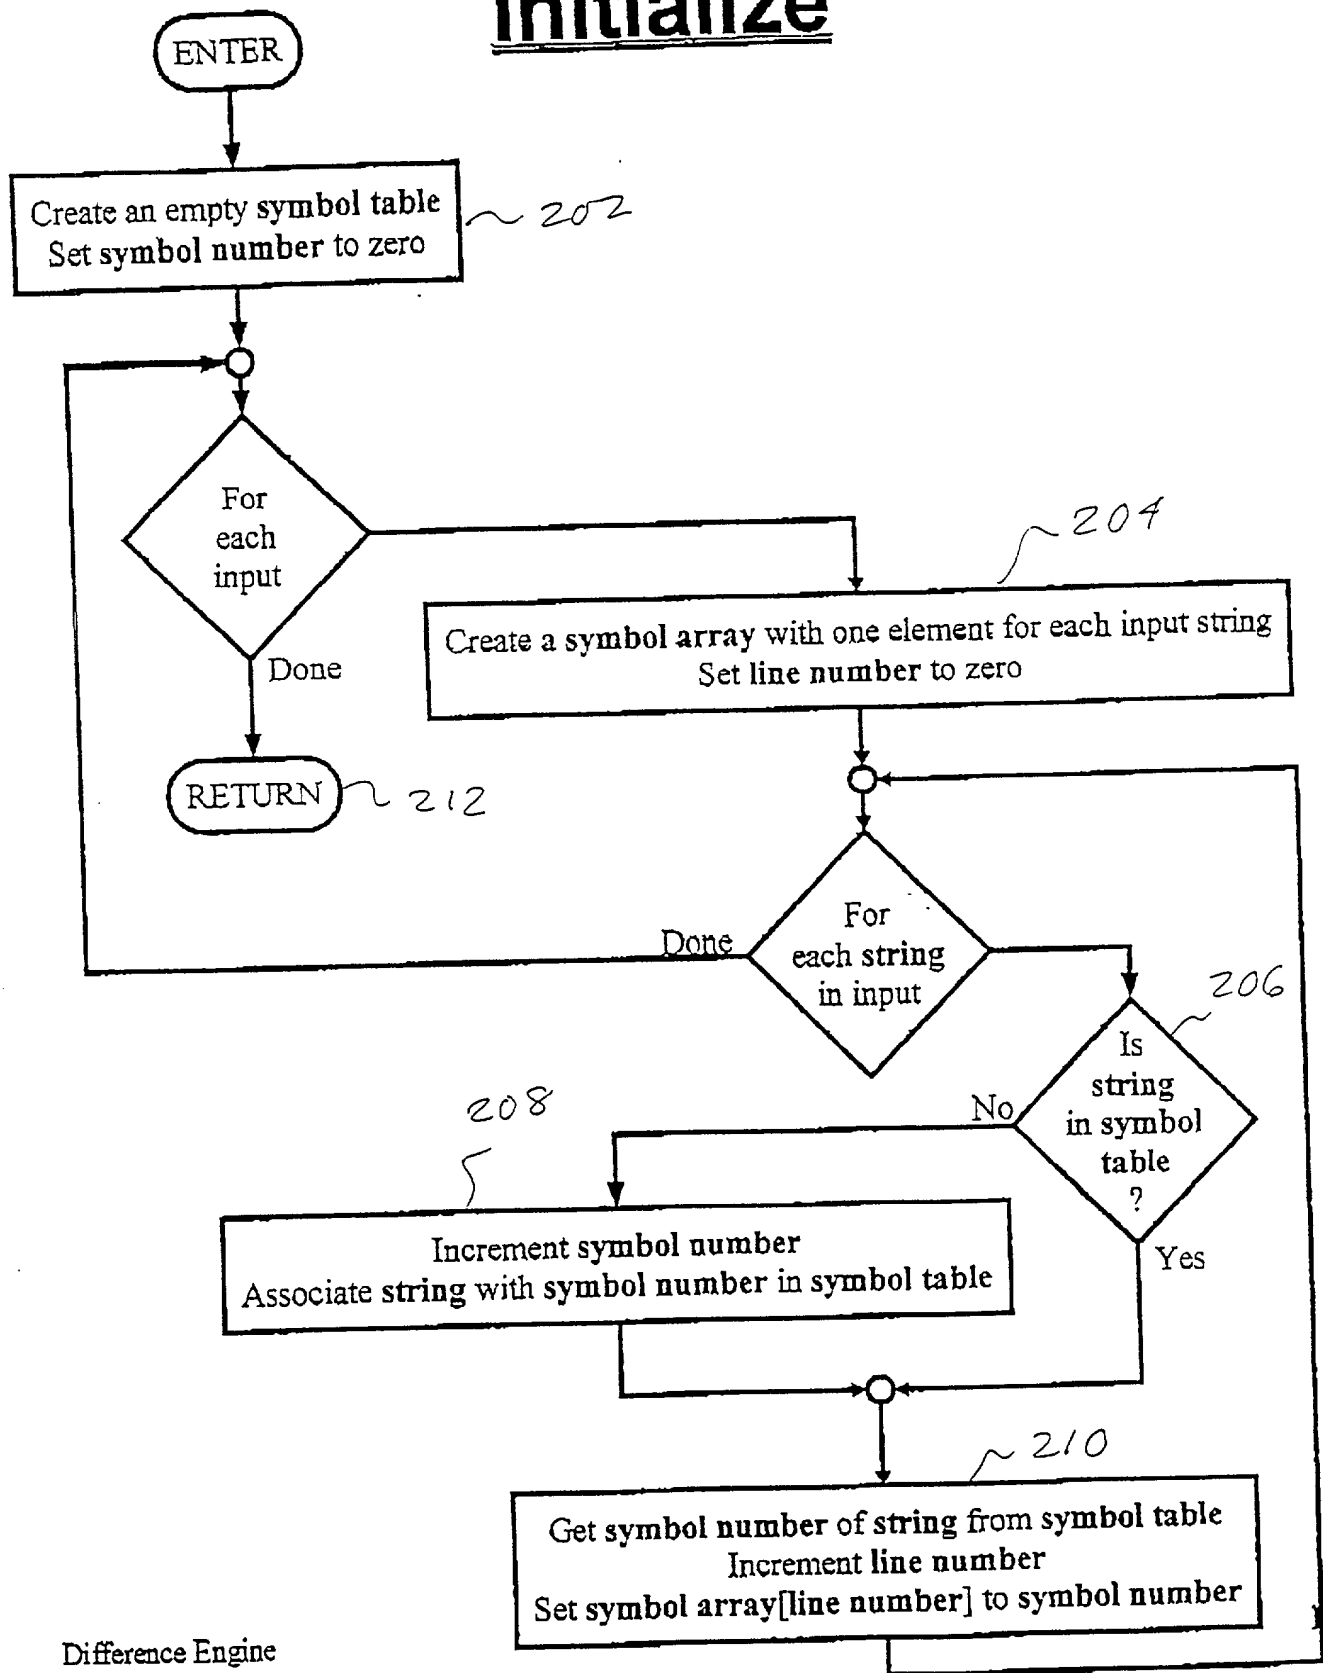 Initialize
ENTER
Create an empty symbol table
Set symbol number to zero
202
For
each
input
204
Create a symbol array with one element for each input string
Set line number to zero
Done
RETURN
212
For
each string
in input
Done
206
Is
string
in symbol
table
?
No
Yes
208
Increment symbol number
Associate string with symbol number in symbol table
210
Get symbol number of string from symbol table
Increment line number
Set symbol array[line number] to symbol number
Difference Engine